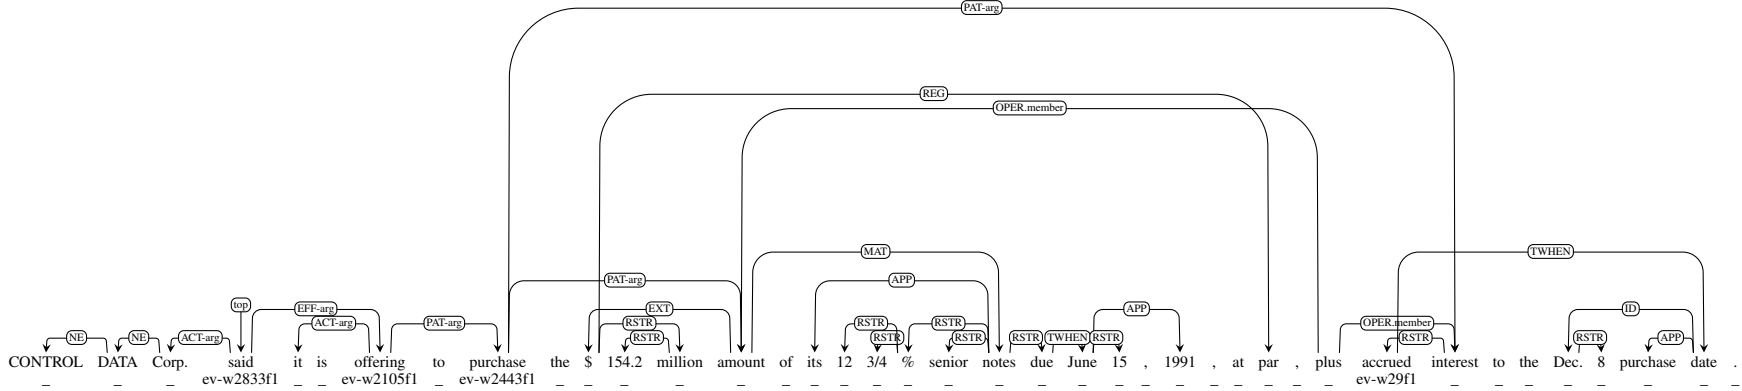 PAT-arg
REG
OPER.member
MAT TWHEN
PAT-arg APP
top EFF-arg EXT APP ID
ACT-arg PAT-arg RSTR RSTR RSTR OPER.member
NE NE ACT-arg RSTR RSTR RSTR RSTR TWHEN RSTR RSTR RSTR APP
CONTROL DATA Corp. said it is offering to purchase the $ 154.2 million amount of its 12 3/4 % senior notes due June 15 , 1991 , at par , plus accrued interest to the Dec. 8 purchase date .
_ _ _ ev-w2833f1 _ _ ev-w2105f1 _ ev-w2443f1 _ _ _ _ _ _ _ _ _ _ _ _ _ _ _ _ _ _ _ _ _ _ ev-w29f1 _ _ _ _ _ _ _ _